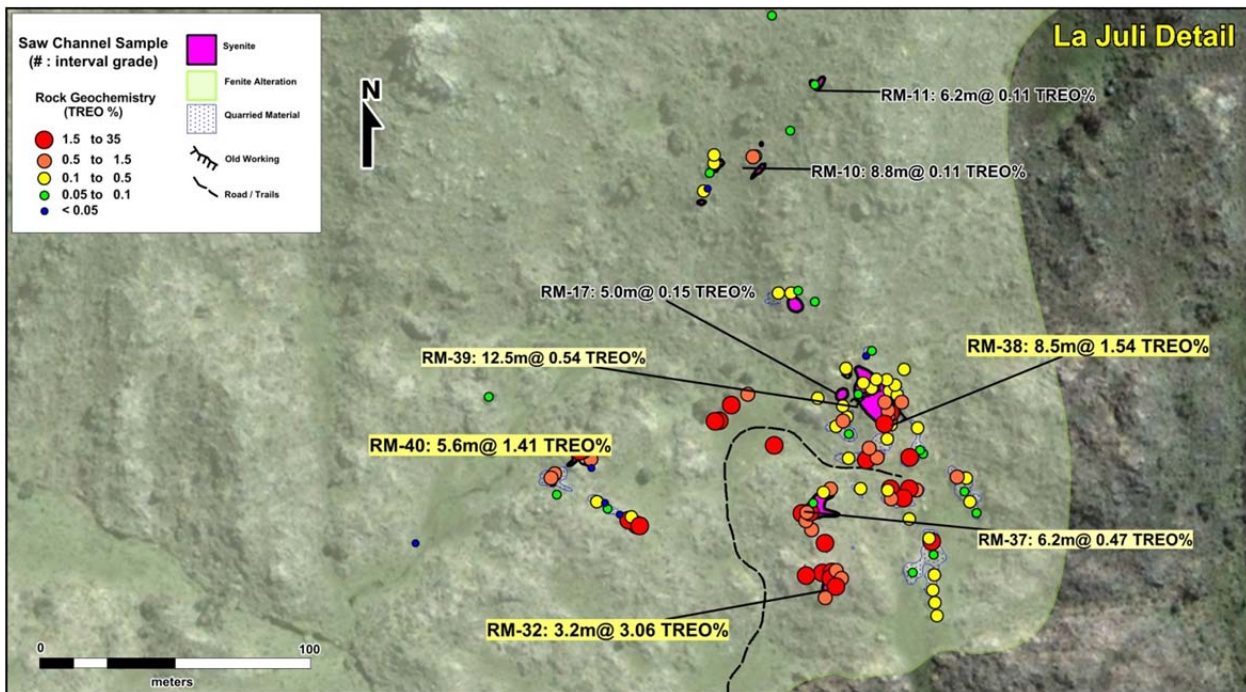 La Juli Detail
Saw Channel Sample
(# : interval grade)
Rock Geochemistry
(TREO %)
1.5 to 35
0.5 to 1.5
0.1 to 0.5
0.05 to 0.1
< 0.05
Syenite
Fenite Alteration
Quarried Material
Old Working
Road / Trails
N
RM-11: 6.2m@ 0.11 TREO%
RM-10: 8.8m@ 0.11 TREO%
RM-17: 5.0m@ 0.15 TREO%
RM-39: 12.5m@ 0.54 TREO%
RM-38: 8.5m@ 1.54 TREO%
RM-40: 5.6m@ 1.41 TREO%
RM-37: 6.2m@ 0.47 TREO%
RM-32: 3.2m@ 3.06 TREO%
0 100
meters